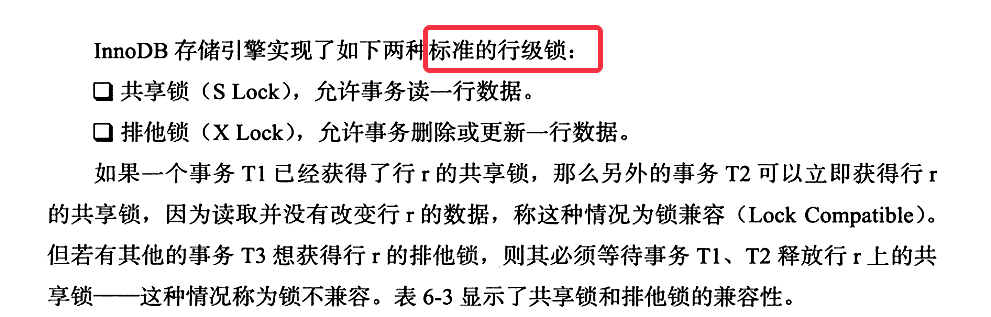 InnoDB 存储引擎实现了如下两种标准的行级锁：
❑ 共享锁（S Lock），允许事务读一行数据。
❑ 排他锁（X Lock），允许事务删除或更新一行数据。
如果一个事务 T1 已经获得了行 r 的共享锁，那么另外的事务 T2 可以立即获得行 r
的共享锁，因为读取并没有改变行 r 的数据，称这种情况为锁兼容（Lock Compatible）。
但若有其他的事务 T3 想获得行 r 的排他锁，则其必须等待事务 T1、T2 释放行 r 上的共
享锁——这种情况称为锁不兼容。表 6-3 显示了共享锁和排他锁的兼容性。